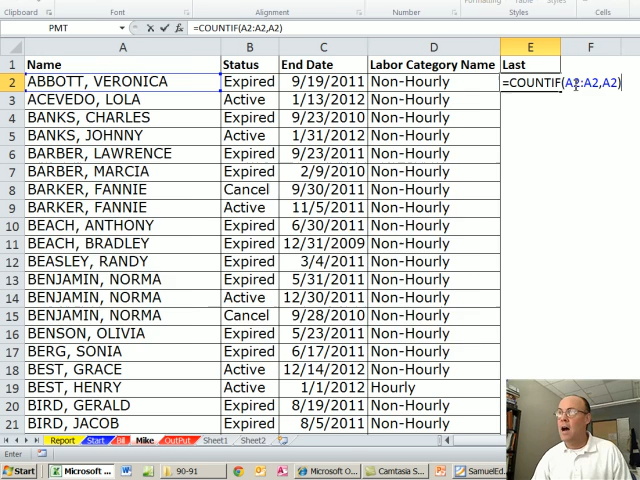 Alignment Number Styles Cells
PMT =COUNTIF(A2:A2,A2)
A B C D E F
1 Name Status End Date Labor Category Name Last
2 ABBOTT, VERONICA Expired 9/19/2011 Non-Hourly =COUNTIF(A2:A2,A2)
3 ACEVEDO, LOLA Active 1/13/2012 Non-Hourly
4 BANKS, CHARLES Expired 9/23/2011 Non-Hourly
5 BANKS, JOHNNY Active 1/31/2012 Non-Hourly
6 BARBER, LAWRENCE Expired 9/23/2011 Non-Hourly
7 BARBER, MARCIA Expired 2/9/2010 Non-Hourly
8 BARKER, FANNIE Cancel 9/30/2011 Non-Hourly
9 BARKER, FANNIE Active 11/5/2011 Non-Hourly
10 BEACH, ANTHONY Expired 6/30/2011 Non-Hourly
11 BEACH, BRADLEY Expired 12/31/2009 Non-Hourly
12 BEASLEY, RANDY Expired 3/4/2011 Non-Hourly
13 BENJAMIN, NORMA Expired 5/31/2011 Non-Hourly
14 BENJAMIN, NORMA Active 12/30/2011 Non-Hourly
15 BENJAMIN, NORMA Cancel 9/28/2010 Non-Hourly
16 BENSON, OLIVIA Expired 5/23/2011 Non-Hourly
17 BERG, SONIA Expired 6/17/2011 Non-Hourly
18 BEST, GRACE Active 12/14/2012 Non-Hourly
19 BEST, HENRY Active 1/1/2012 Hourly
20 BIRD, GERALD Expired 8/19/2011 Non-Hourly
21 BIRD, JACOB Expired 8/5/2011 Non-Hourly
Report Start Bill Mike OutPut Sheet1 Sheet2
Enter
Start Microsoft ... 90-91 Microsoft O... Camtasia St... SamuelEd...